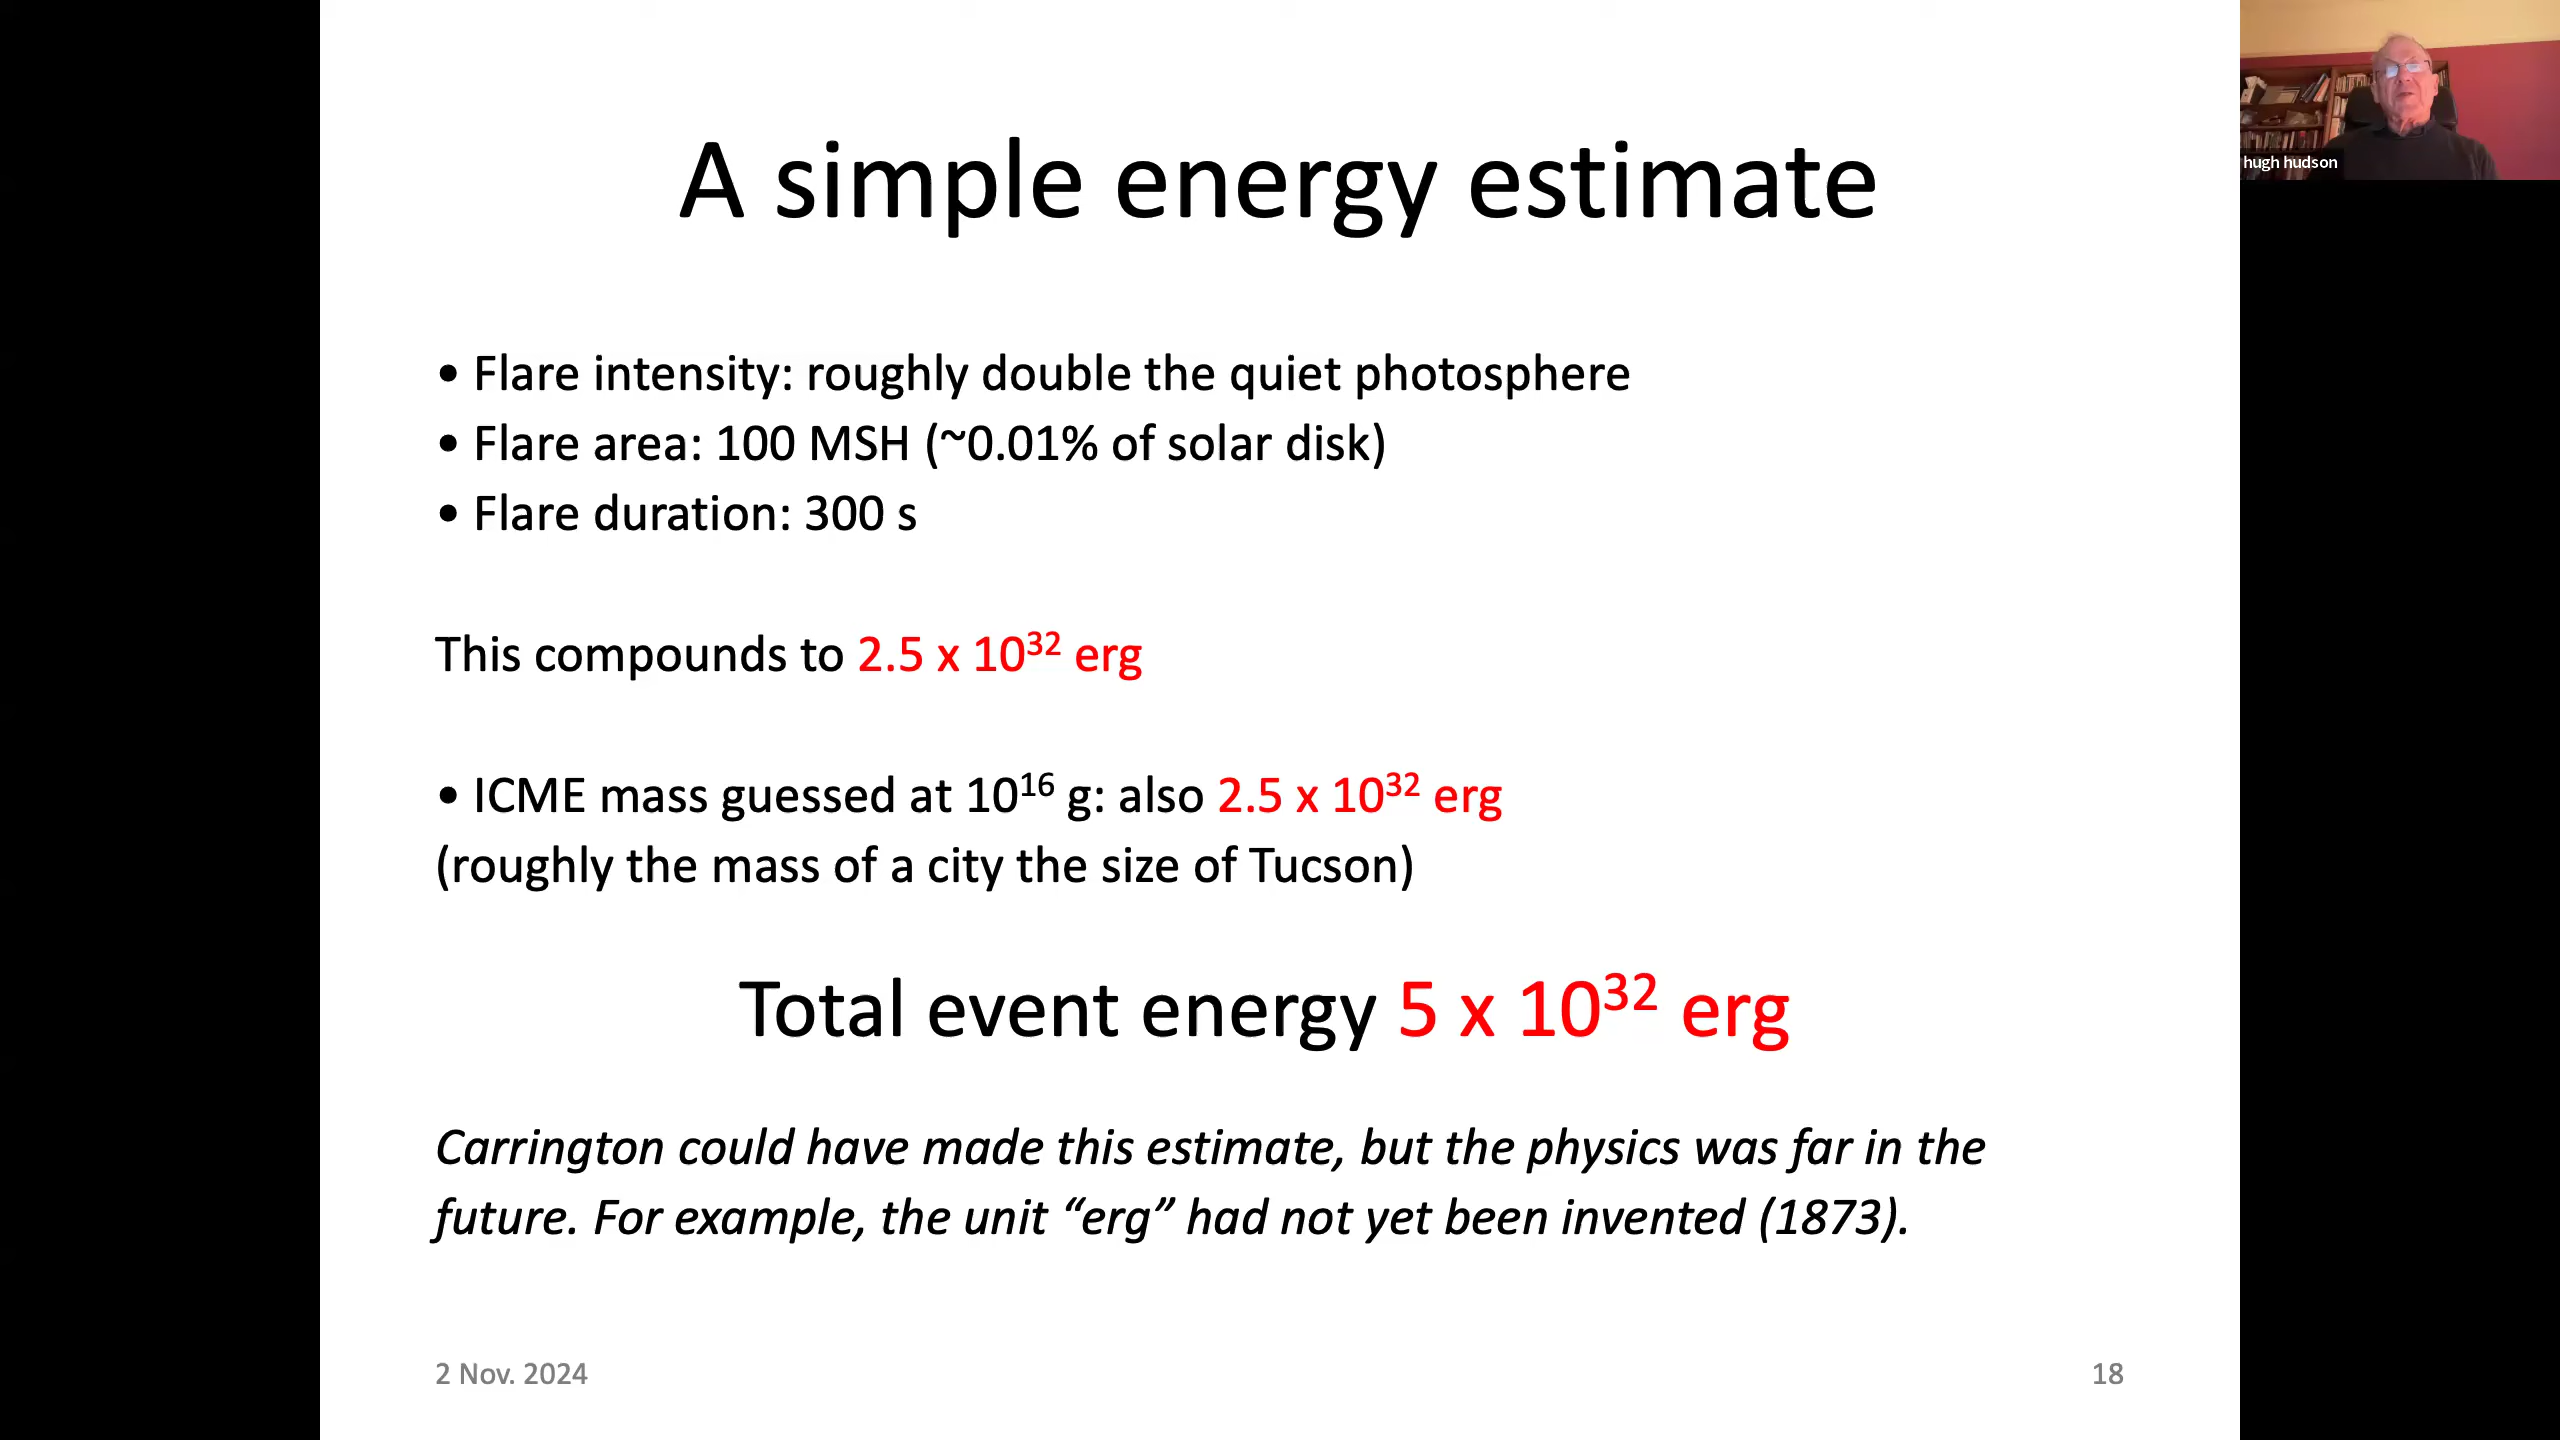 A simple energy estimate
• Flare intensity: roughly double the quiet photosphere
• Flare area: 100 MSH (~0.01% of solar disk)
• Flare duration: 300 s
This compounds to 2.5 x 10³² erg
• ICME mass guessed at 10¹⁶ g: also 2.5 x 10³² erg
(roughly the mass of a city the size of Tucson)
Total event energy 5 x 10³² erg
Carrington could have made this estimate, but the physics was far in the
future. For example, the unit “erg” had not yet been invented (1873).
2 Nov. 2024
18
hugh hudson